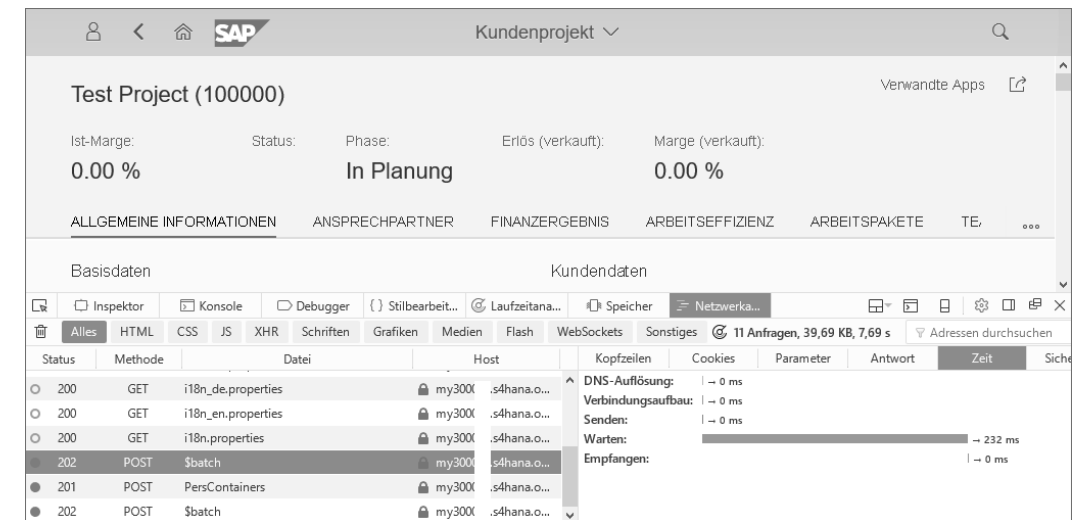 SAP Kundenprojekt
Test Project (100000)
Verwandte Apps
Ist-Marge: Status: Phase: Erlös (verkauft): Marge (verkauft):
0.00 % In Planung 0.00 %
ALLGEMEINE INFORMATIONEN ANSPRECHPARTNER FINANZERGEBNIS ARBEITSEFFIZIENZ ARBEITSPAKETE TE
Basisdaten Kundendaten
Inspektor Konsole Debugger {} Stilbearbeit... Laufzeitana... Speicher Netzwerka...
Alles HTML CSS JS XHR Schriften Grafiken Medien Flash WebSockets Sonstiges 11 Anfragen, 39,69 KB, 7,69 s Adressen durchsuchen
Status Methode Datei Host Kopfzeilen Cookies Parameter Antwort Zeit Siche
200 GET i18n_de.properties my3000 .s4hana.o...
200 GET i18n_en.properties my3000 .s4hana.o...
200 GET i18n.properties my3000 .s4hana.o...
202 POST $batch my3000 .s4hana.o...
201 POST PersContainers my3000 .s4hana.o...
202 POST $batch my3000 .s4hana.o...
DNS-Auflösung: → 0 ms
Verbindungsaufbau: → 0 ms
Senden: → 0 ms
Warten: → 232 ms
Empfangen: → 0 ms